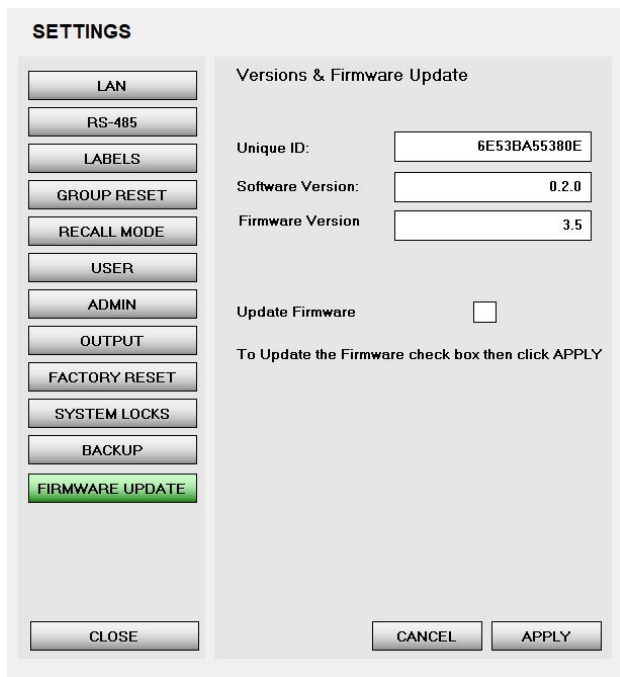 SETTINGS
LAN
RS-485
LABELS
GROUP RESET
RECALL MODE
USER
ADMIN
OUTPUT
FACTORY RESET
SYSTEM LOCKS
BACKUP
FIRMWARE UPDATE
CLOSE
Versions & Firmware Update
Unique ID: 6E53BA55380E
Software Version: 0.2.0
Firmware Version 3.5
Update Firmware
To Update the Firmware check box then click APPLY
CANCEL APPLY